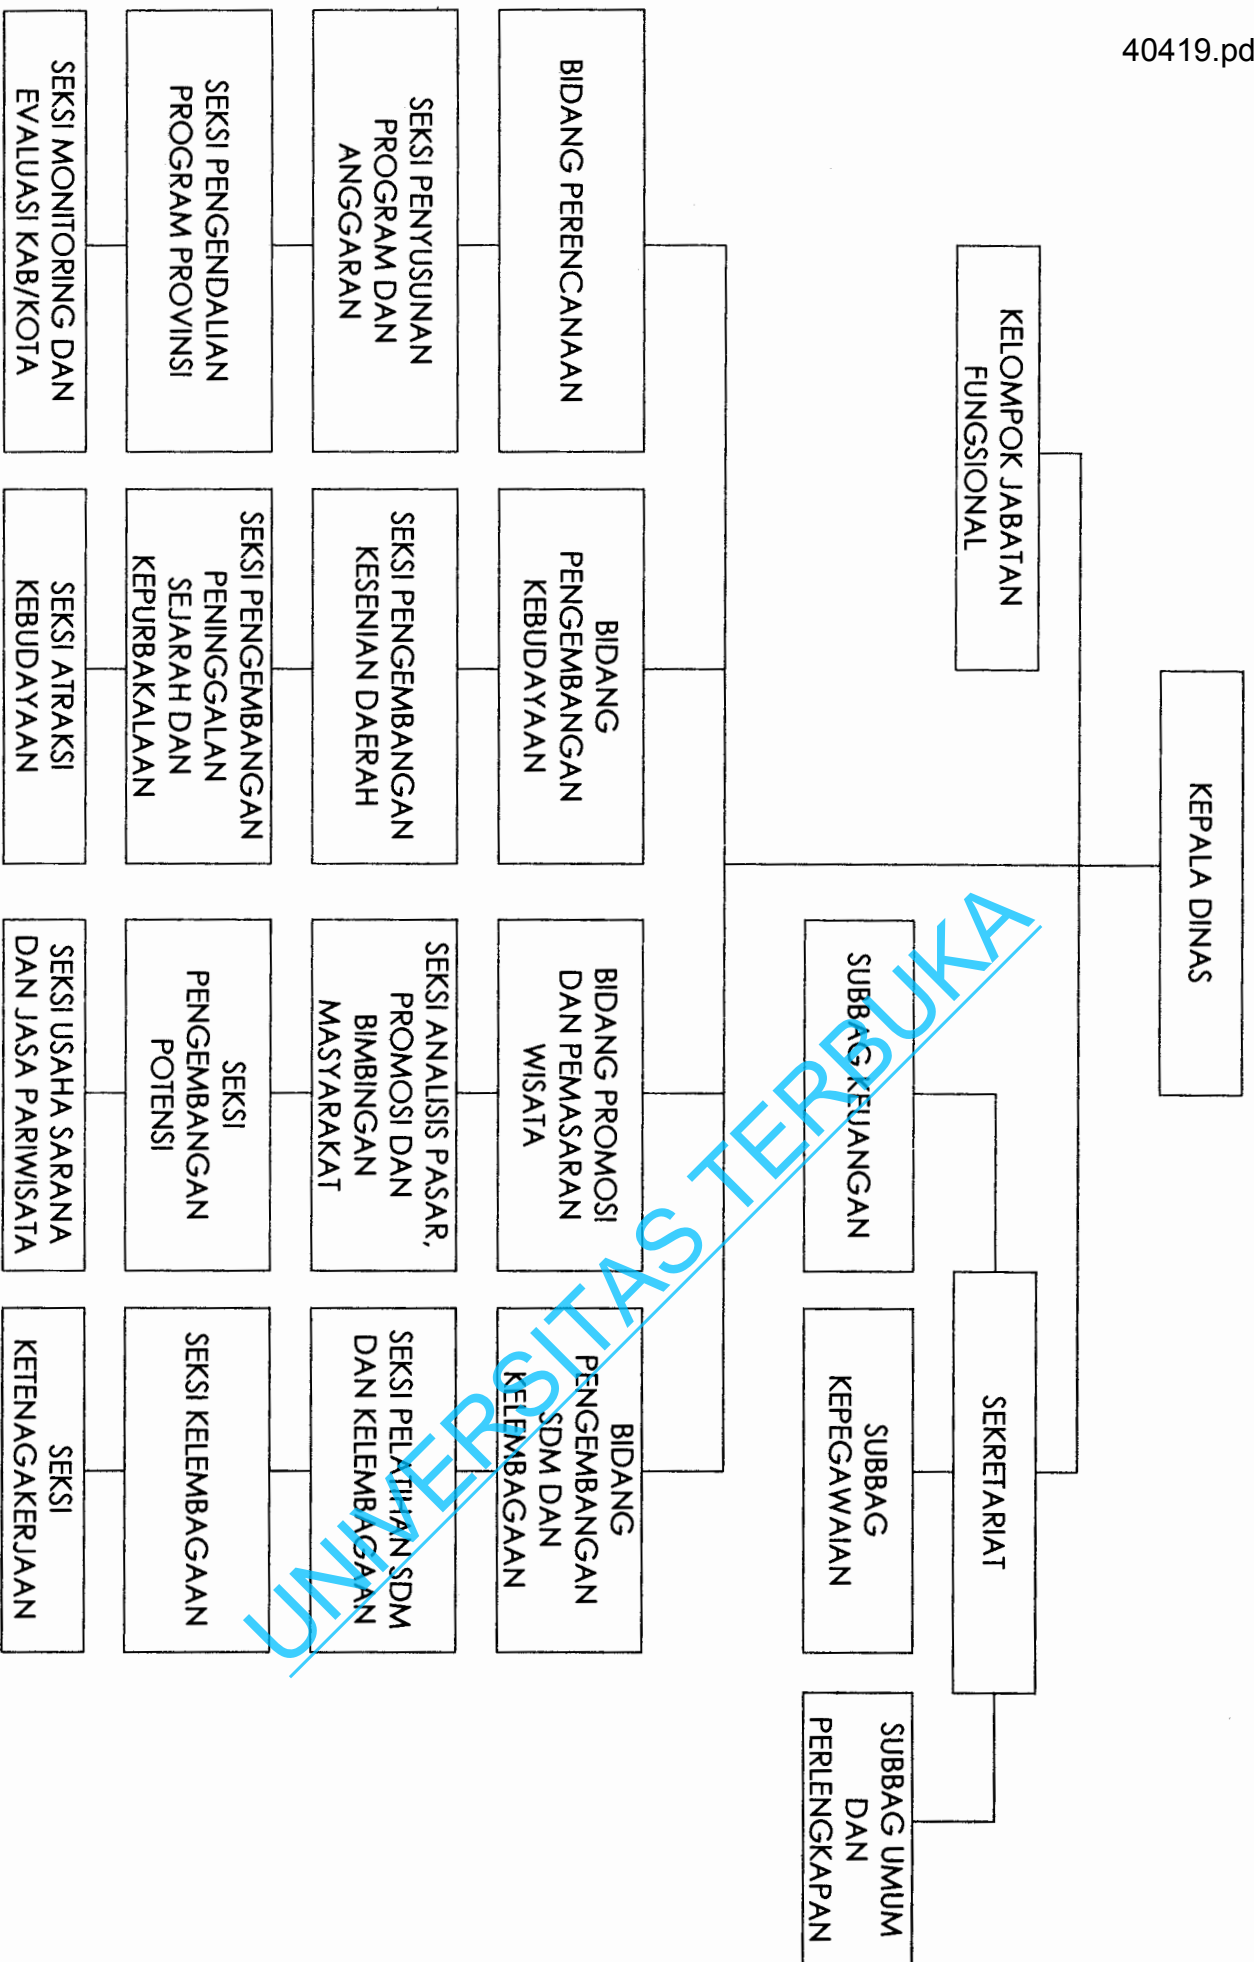 40419.pd
KEPALA DINAS
KELOMPOK JABATAN
FUNGSIONAL
SEKRETARIAT
SUBBAG KEUANGAN
SUBBAG
KEPEGAWAIAN
SUBBAG UMUM
DAN
PERLENGKAPAN
BIDANG PERENCANAAN
BIDANG
PENGEMBANGAN
KEBUDAYAAN
BIDANG PROMOSI
DAN PEMASARAN
WISATA
BIDANG
PENGEMBANGAN
SDM DAN
KELEMBAGAAN
SEKSI PENYUSUNAN
PROGRAM DAN
ANGGARAN
SEKSI PENGEMBANGAN
KESENIAN DAERAH
SEKSI ANALISIS PASAR,
PROMOSI DAN
BIMBINGAN
MASYARAKAT
SEKSI PELATIHAN SDM
DAN KELEMBAGAAN
SEKSI PENGENDALIAN
PROGRAM PROVINSI
SEKSI PENGEMBANGAN
PENINGGALAN
SEJARAH DAN
KEPURBAKALAAN
SEKSI
PENGEMBANGAN
POTENSI
SEKSI KELEMBAGAAN
SEKSI MONITORING DAN
EVALUASI KAB/KOTA
SEKSI ATRAKSI
KEBUDAYAAN
SEKSI USAHA SARANA
DAN JASA PARIWISATA
SEKSI
KETENAGAKERJAAN
UNIVERSITAS TERBUKA